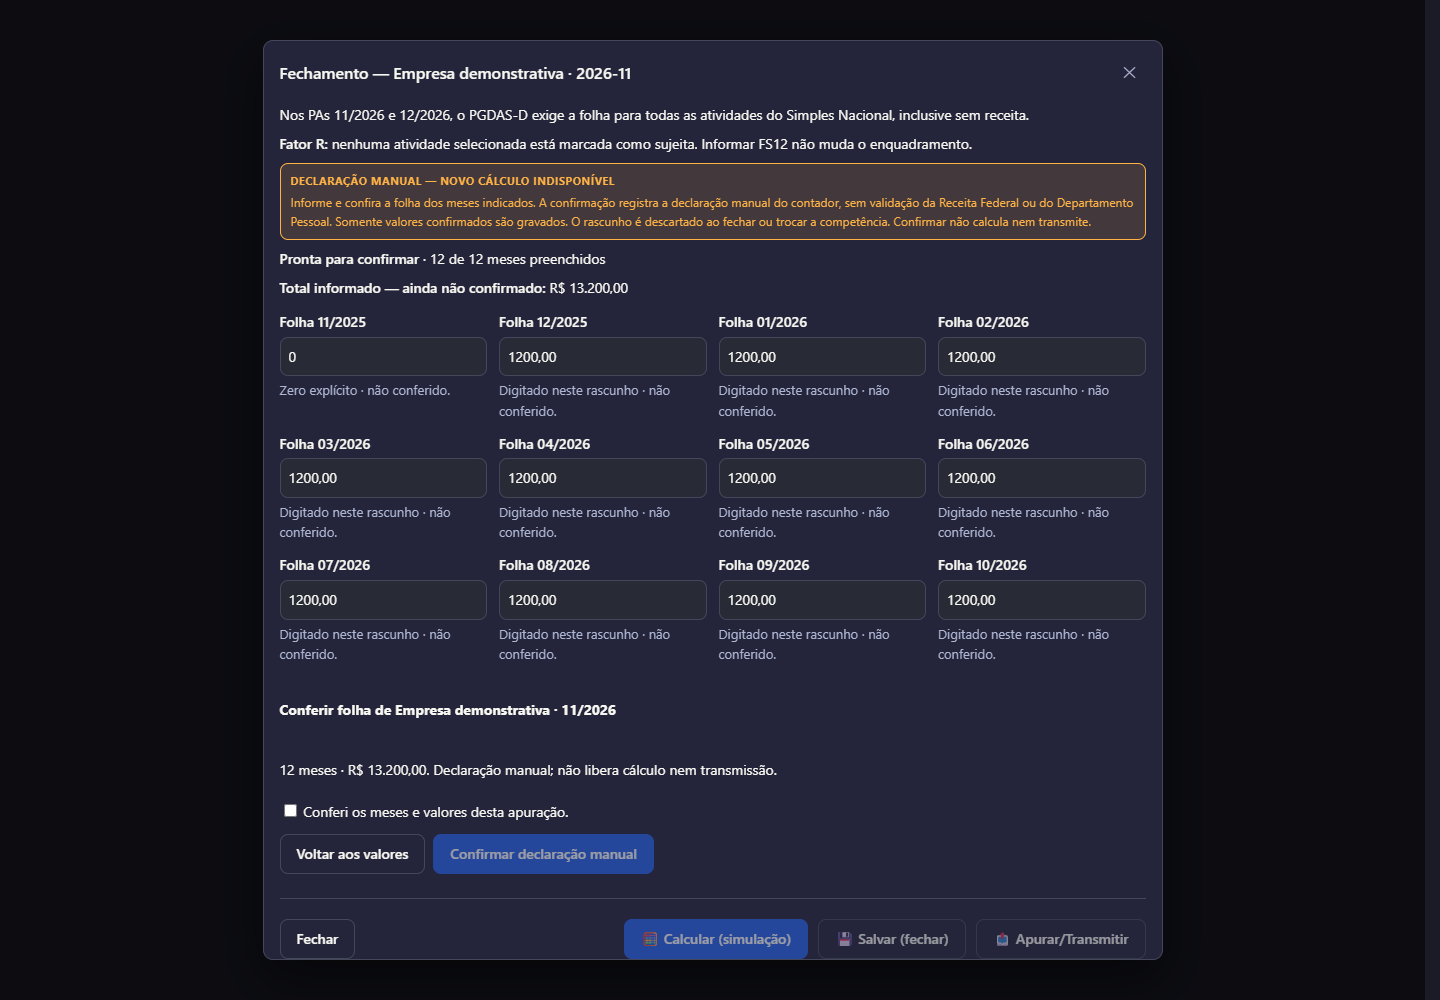 Fechamento — Empresa demonstrativa · 2026-11
Nos PAs 11/2026 e 12/2026, o PGDAS-D exige a folha para todas as atividades do Simples Nacional, inclusive sem receita.
Fator R: nenhuma atividade selecionada está marcada como sujeita. Informar FS12 não muda o enquadramento.
DECLARAÇÃO MANUAL — NOVO CÁLCULO INDISPONÍVEL
Informe e confira a folha dos meses indicados. A confirmação registra a declaração manual do contador, sem validação da Receita Federal ou do Departamento
Pessoal. Somente valores confirmados são gravados. O rascunho é descartado ao fechar ou trocar a competência. Confirmar não calcula nem transmite.
Pronta para confirmar · 12 de 12 meses preenchidos
Total informado — ainda não confirmado: R$ 13.200,00
Folha 11/2025 Folha 12/2025 Folha 01/2026 Folha 02/2026
0 1200,00 1200,00 1200,00
Zero explícito · não conferido. Digitado neste rascunho · não Digitado neste rascunho · não Digitado neste rascunho · não
conferido. conferido. conferido.
Folha 03/2026 Folha 04/2026 Folha 05/2026 Folha 06/2026
1200,00 1200,00 1200,00 1200,00
Digitado neste rascunho · não Digitado neste rascunho · não Digitado neste rascunho · não Digitado neste rascunho · não
conferido. conferido. conferido. conferido.
Folha 07/2026 Folha 08/2026 Folha 09/2026 Folha 10/2026
1200,00 1200,00 1200,00 1200,00
Digitado neste rascunho · não Digitado neste rascunho · não Digitado neste rascunho · não Digitado neste rascunho · não
conferido. conferido. conferido. conferido.
Conferir folha de Empresa demonstrativa · 11/2026
12 meses · R$ 13.200,00. Declaração manual; não libera cálculo nem transmissão.
Conferi os meses e valores desta apuração.
Voltar aos valores Confirmar declaração manual
Fechar Calcular (simulação) Salvar (fechar) Apurar/Transmitir